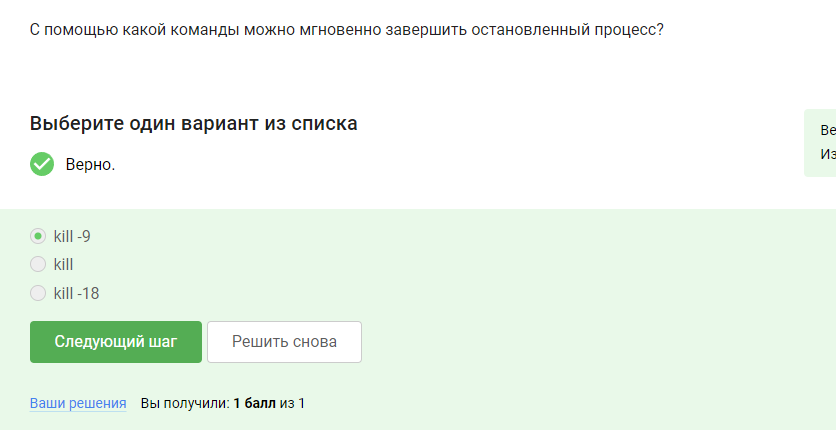 С помощью какой команды можно мгновенно завершить остановленный процесс?
Выберите один вариант из списка
Верно.
Ве
Из
kill -9
kill
kill -18
Следующий шаг
Решить снова
Ваши решения Вы получили: 1 балл из 1